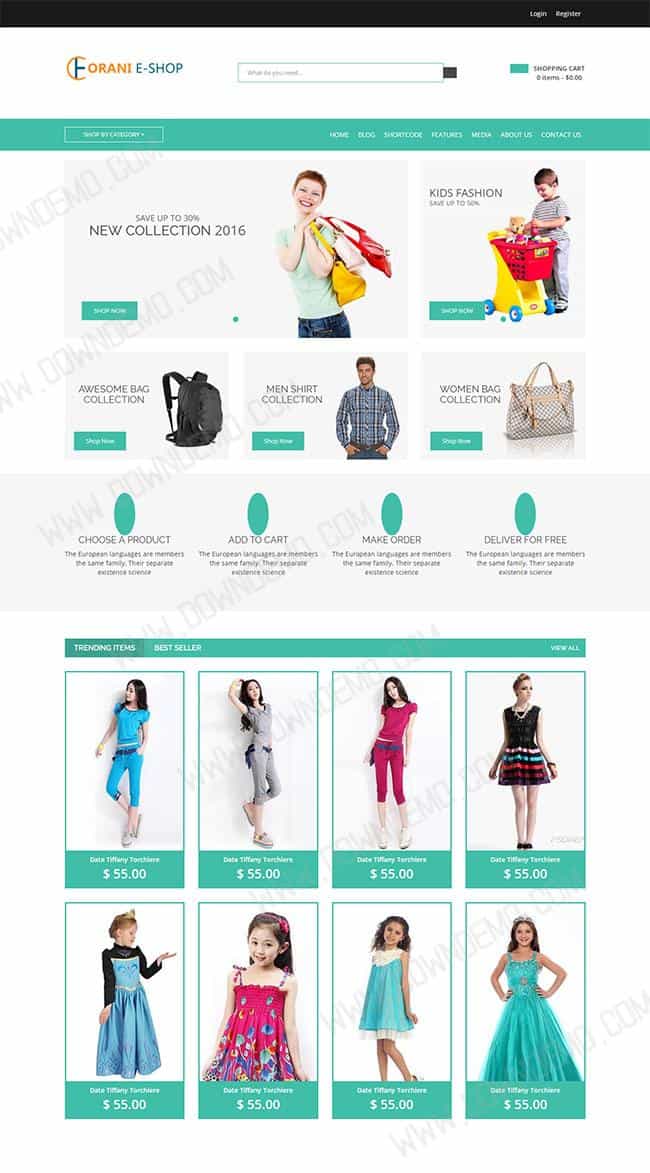 Login Register
ORANI E-SHOP
What do you need...
SHOPPING CART
0 items - $0.00
SHOP BY CATEGORY
HOME BLOG SHORTCODE FEATURES MEDIA ABOUT US CONTACT US
SAVE UP TO 30%
NEW COLLECTION 2016
SHOP NOW
KIDS FASHION
SAVE UP TO 50%
SHOP NOW
AWESOME BAG
COLLECTION
Shop Now
MEN SHIRT
COLLECTION
Shop Now
WOMEN BAG
COLLECTION
Shop Now
CHOOSE A PRODUCT
The European languages are members
the same family. Their separate
existence science
ADD TO CART
The European languages are members
the same family. Their separate
existence science
MAKE ORDER
The European languages are members
the same family. Their separate
existence science
DELIVER FOR FREE
The European languages are members
the same family. Their separate
existence science
TRENDING ITEMS BEST SELLER VIEW ALL
Date Tiffany Torchiere
$ 55.00
Date Tiffany Torchiere
$ 55.00
Date Tiffany Torchiere
$ 55.00
Date Tiffany Torchiere
$ 55.00
Date Tiffany Torchiere
$ 55.00
Date Tiffany Torchiere
$ 55.00
Date Tiffany Torchiere
$ 55.00
Date Tiffany Torchiere
$ 55.00
WWW.DOWNDEMO.COM